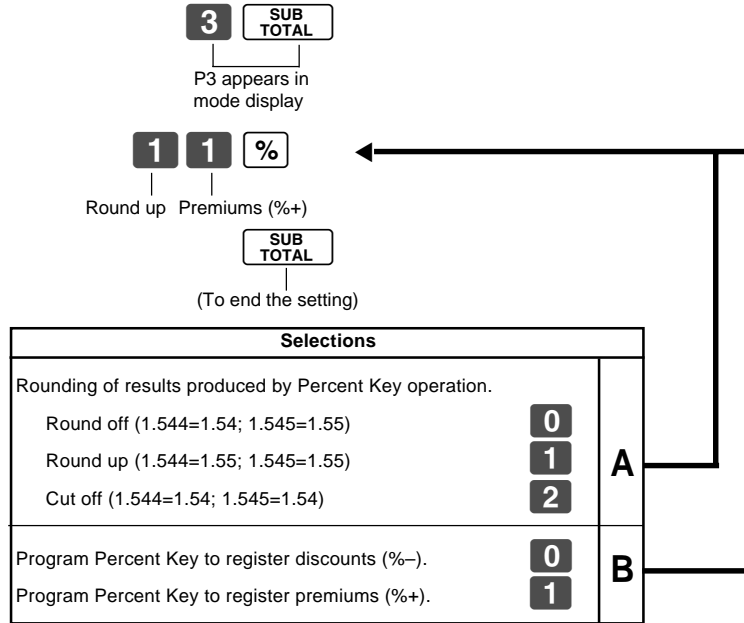 3 SUB
TOTAL
P3 appears in
mode display
1 1 %
Round up Premiums (%+)
SUB
TOTAL
(To end the setting)
Selections
Rounding of results produced by Percent Key operation.
Round off (1.544=1.54; 1.545=1.55) 0
Round up (1.544=1.55; 1.545=1.55) 1
Cut off (1.544=1.54; 1.545=1.54) 2
A
Program Percent Key to register discounts (%–). 0
Program Percent Key to register premiums (%+). 1
B